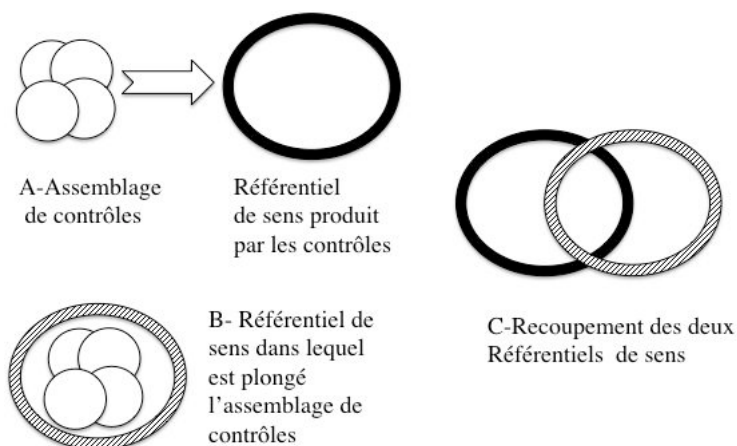 A-Assemblage
de contrôles
Référentiel
de sens produit
par les contrôles
B- Référentiel de
sens dans lequel
est plongé
l’assemblage de
contrôles
C-Recoupement des deux
Référentiels de sens